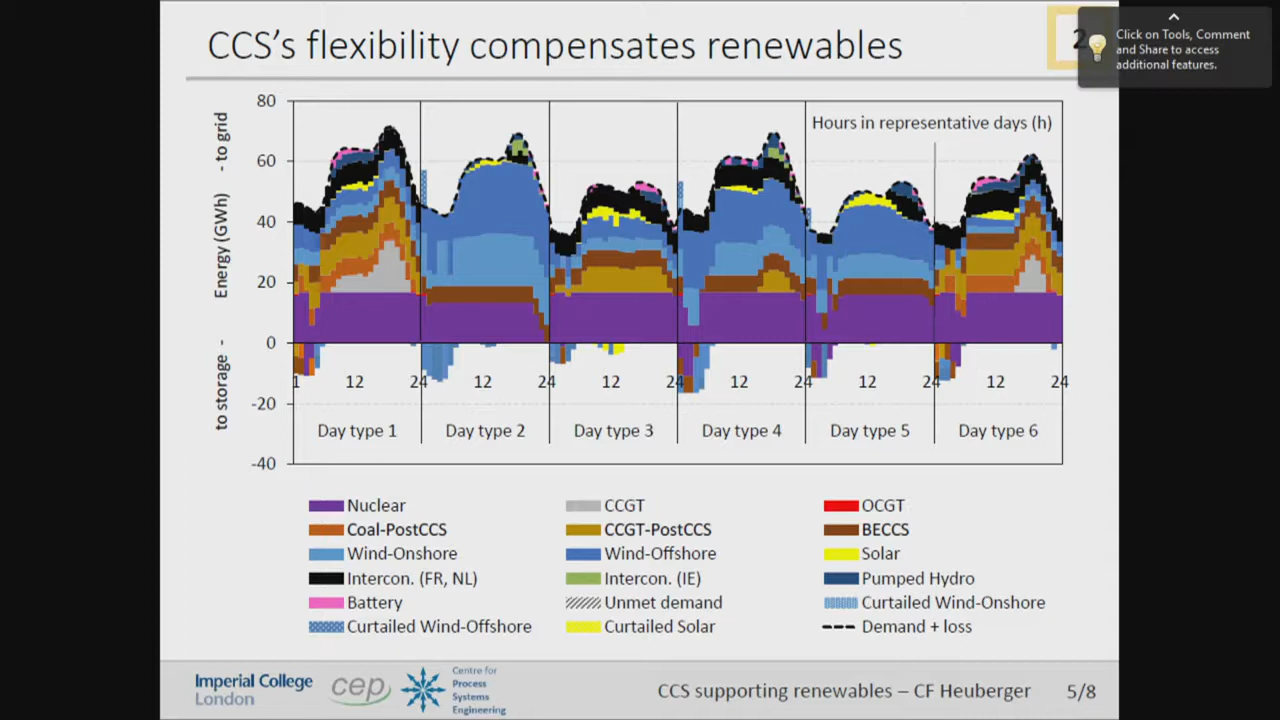 CCS's flexibility compensates renewables
2
Click on Tools, Comment
and Share to access
additional features.
Hours in representative days (h)
Energy (GWh)
- to grid
to storage -
80
60
40
20
0
-20
-40
1 12 24 12 24 12 24 12 24 12 24 12 24
Day type 1 Day type 2 Day type 3 Day type 4 Day type 5 Day type 6
Nuclear CCGT OCGT
Coal-PostCCS CCGT-PostCCS BECCS
Wind-Onshore Wind-Offshore Solar
Intercon. (FR, NL) Intercon. (IE) Pumped Hydro
Battery Unmet demand Curtailed Wind-Onshore
Curtailed Wind-Offshore Curtailed Solar Demand + loss
Imperial College
London
cep
Centre for
Process
Systems
Engineering
CCS supporting renewables – CF Heuberger 5/8